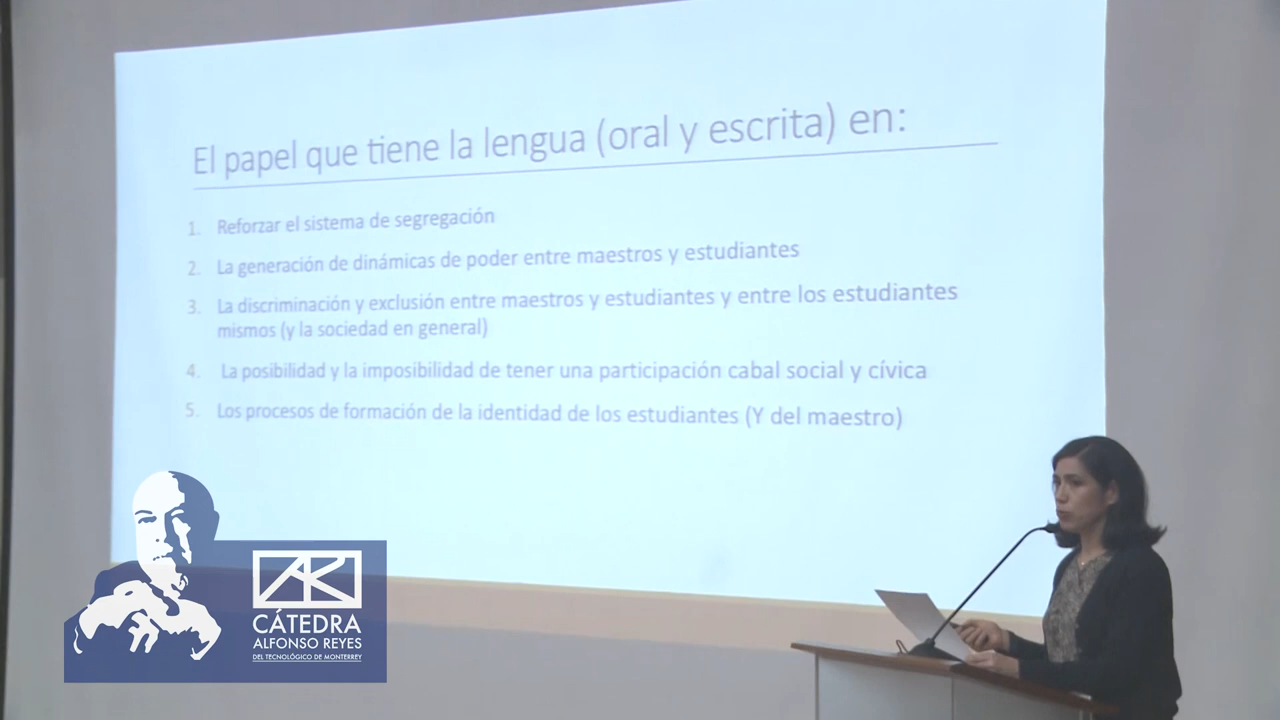 El papel que tiene la lengua (oral y escrita) en:
1. Reforzar el sistema de segregación
2. La generación de dinámicas de poder entre maestros y estudiantes
3. La discriminación y exclusión entre maestros y estudiantes y entre los estudiantes
mismos (y la sociedad en general)
4. La posibilidad y la imposibilidad de tener una participación cabal social y cívica
5. Los procesos de formación de la identidad de los estudiantes (Y del maestro)
AR
CÁTEDRA
ALFONSO REYES
DEL TECNOLÓGICO DE MONTERREY